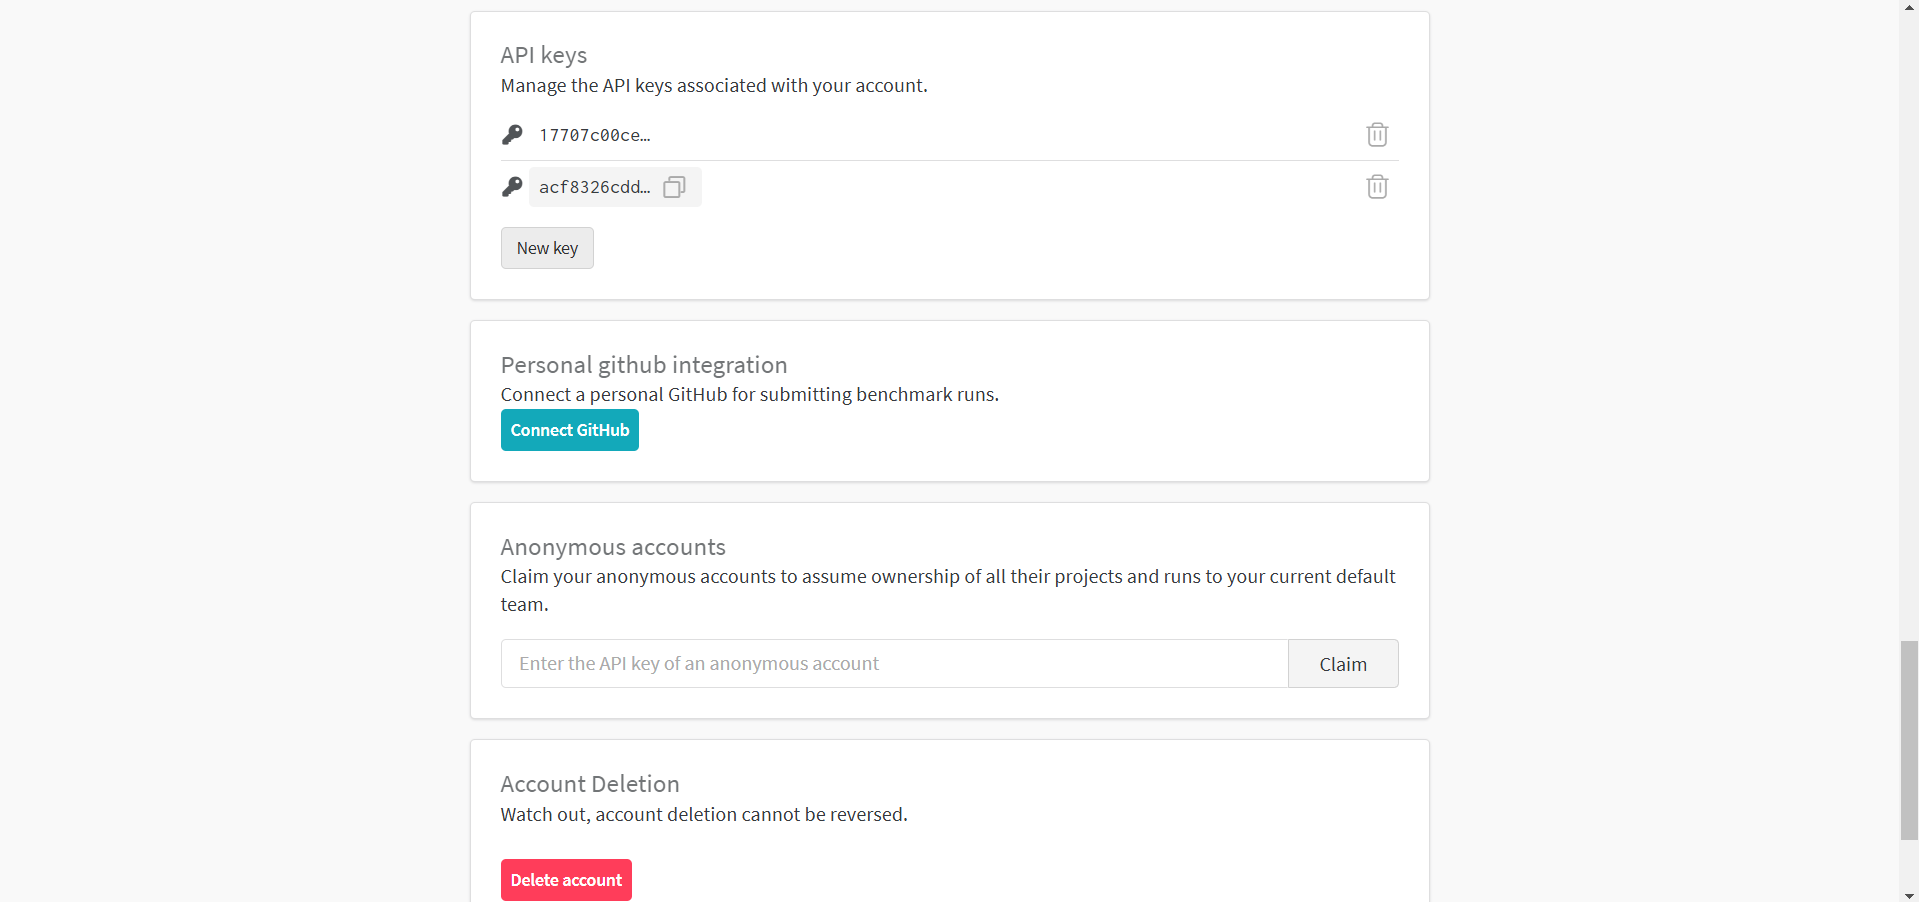 API keys
Manage the API keys associated with your account.
17707c00ce…
acf8326cdd…
New key
Personal github integration
Connect a personal GitHub for submitting benchmark runs.
Connect GitHub
Anonymous accounts
Claim your anonymous accounts to assume ownership of all their projects and runs to your current default
team.
Enter the API key of an anonymous account
Claim
Account Deletion
Watch out, account deletion cannot be reversed.
Delete account